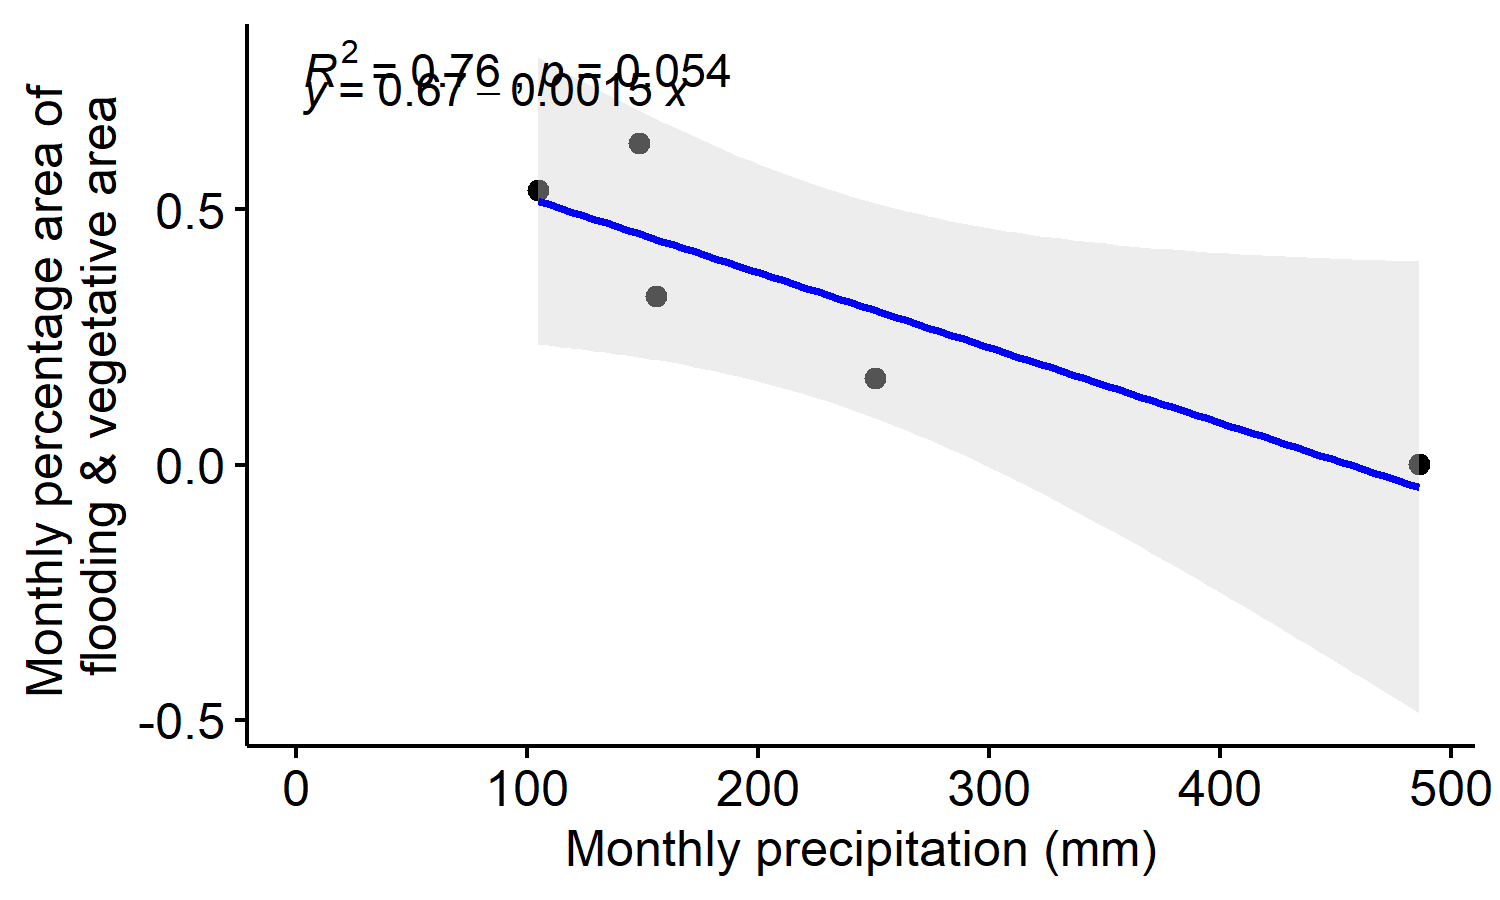 R² = 0.76 , p = 0.054
y = 0.67 − 0.0015 x
Monthly percentage area of
flooding & vegetative area
0.5
0.0
-0.5
0
100
200
300
400
500
Monthly precipitation (mm)